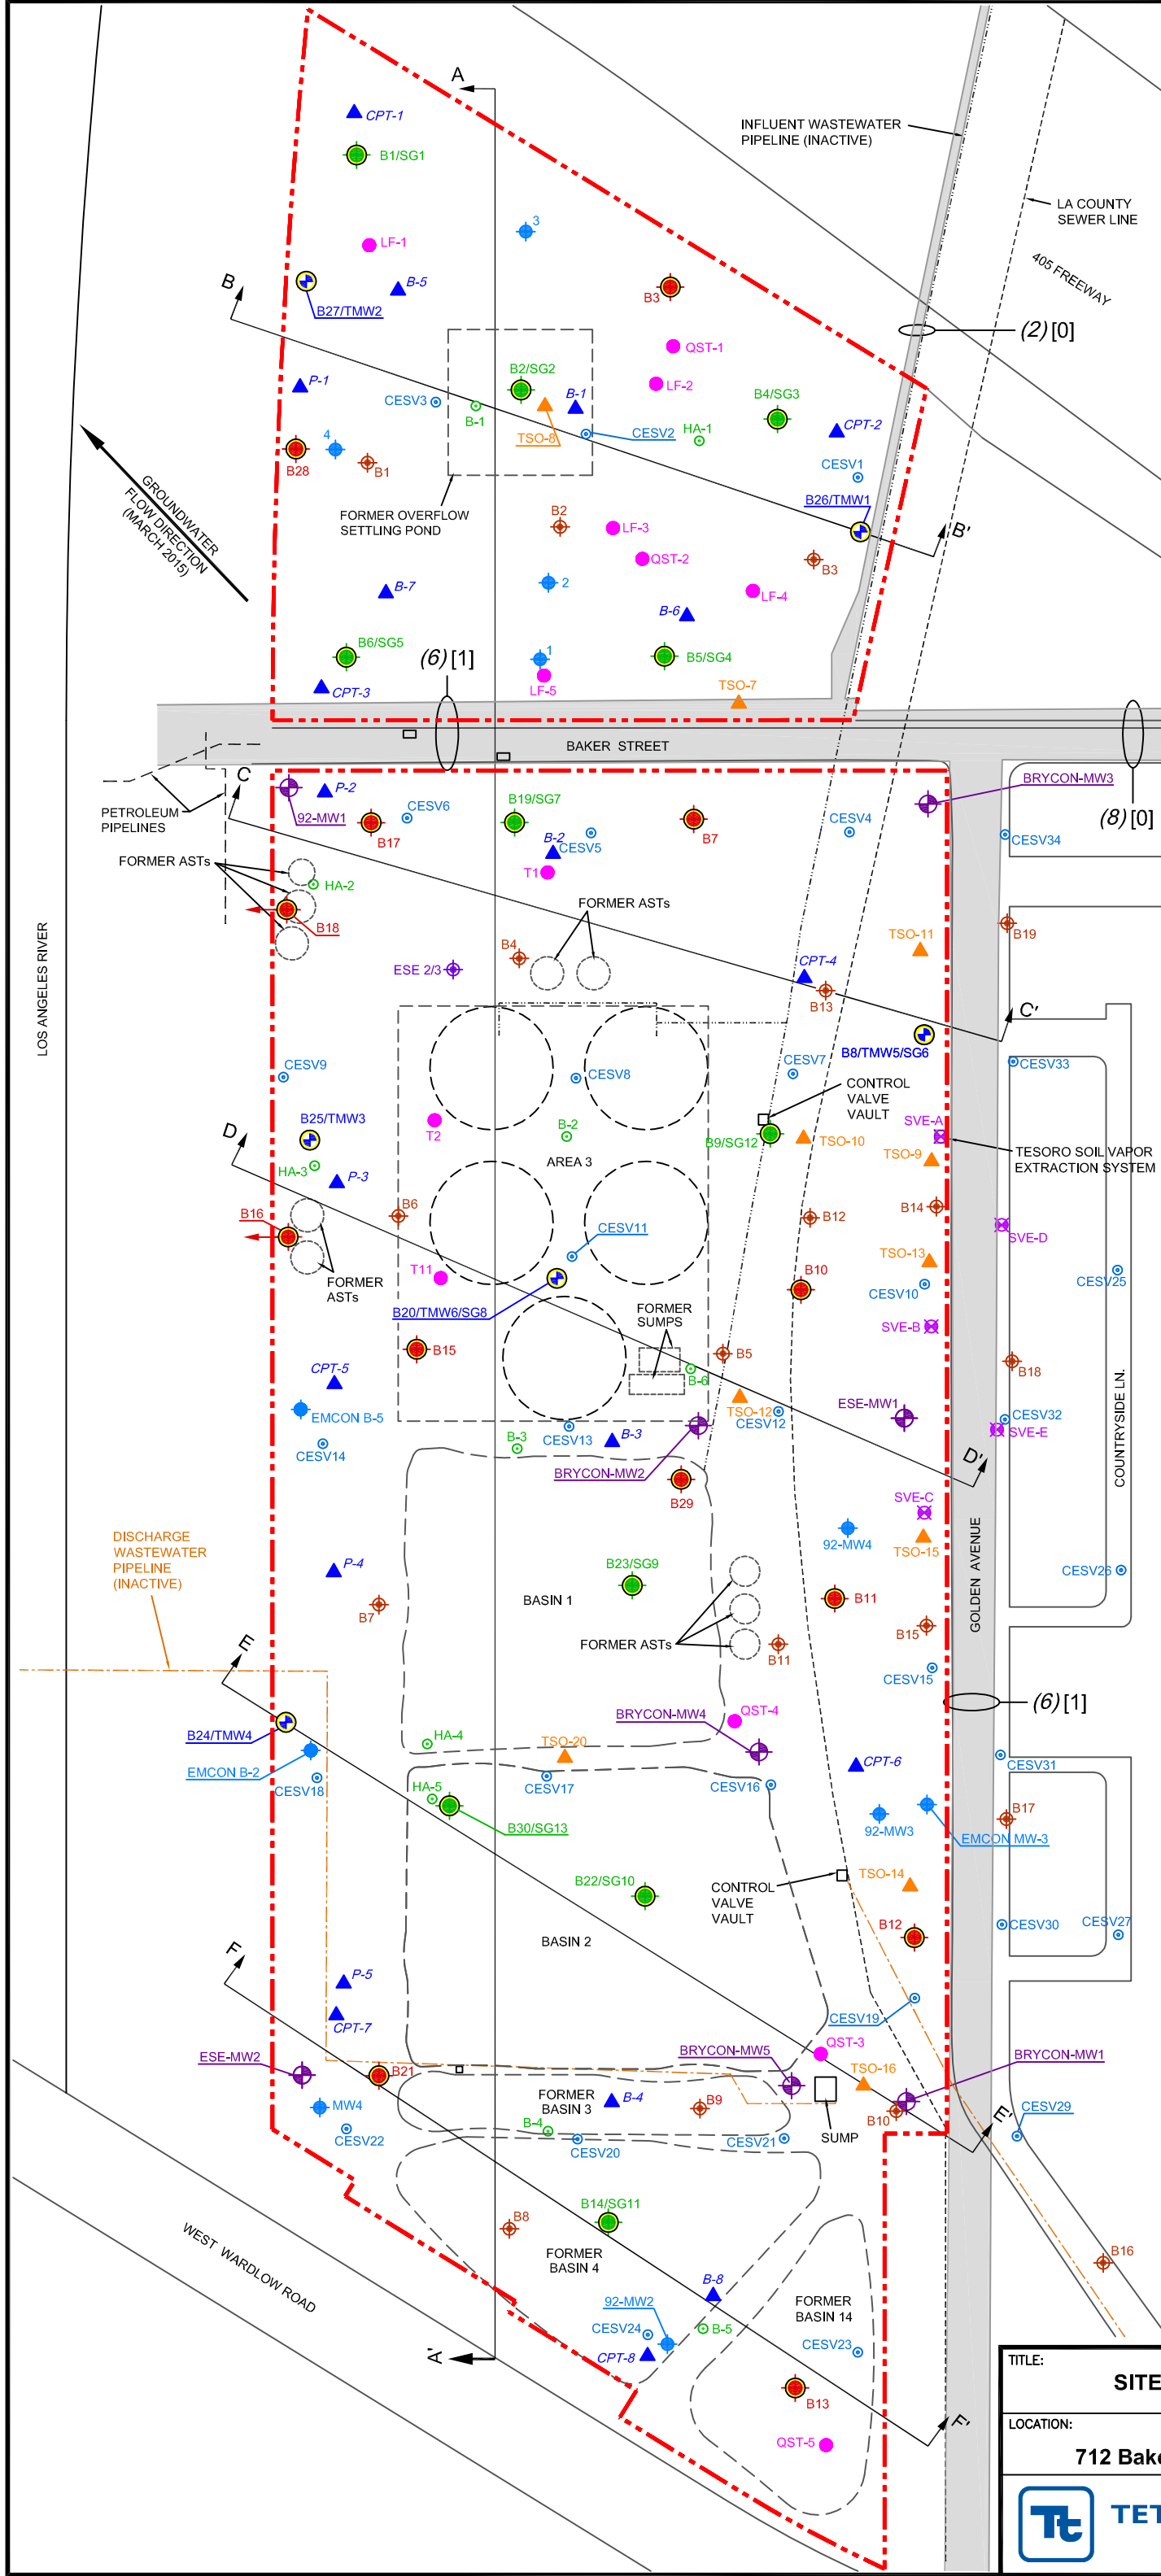 A
CPT-1
B1/SG1
INFLUENT WASTEWATER
PIPELINE (INACTIVE)
LA COUNTY
SEWER LINE
405 FREEWAY
3
LF-1
B
B-5
B3
B27/TMW2
(2)[0]
QST-1
B2/SG2
P-1
LF-2
B-1
B4/SG3
CESV3
B-1
TSO-8
CESV2
HA-1
CPT-2
4
B28
B1
CESV1
B26/TMW1
GROUNDWATER
FLOW DIRECTION
(MARCH 2015)
FORMER OVERFLOW
SETTLING POND
B2
LF-3
B'
QST-2
B3
2
B-7
LF-4
B-6
B6/SG5
(6)[1]
1
B5/SG4
LF-5
CPT-3
TSO-7
BAKER STREET
C
P-2
BRYCON-MW3
PETROLEUM
PIPELINES
92-MW1
B17
CESV6
B19/SG7
B7
CESV4
(8)[0]
B-2
CESV5
CESV34
FORMER ASTs
T1
HA-2
FORMER ASTs
B18
B19
TSO-11
B4
LOS ANGELES RIVER
ESE 2/3
CPT-4
B13
C'
B8/TMW5/SG6
CESV9
CESV8
CESV7
CESV33
CONTROL
VALVE
VAULT
B25/TMW3
T2
B-2
B9/SG12
SVE-A
D
TSO-10
TESORO SOIL VAPOR
EXTRACTION SYSTEM
TSO-9
AREA 3
HA-3
P-3
B16
B6
B12
B14
CESV11
SVE-D
TSO-13
T11
B10
CESV25
FORMER
ASTs
CESV10
B20/TMW6/SG8
FORMER
SUMPS
SVE-B
B15
B5
B18
CPT-5
B-6
COUNTRYSIDE LN.
TSO-12
ESE-MW1
EMCON B-5
CESV12
CESV32
CESV13
B-3
SVE-E
CESV14
B-3
D'
BRYCON-MW2
B29
SVE-C
DISCHARGE
WASTEWATER
PIPELINE
(INACTIVE)
92-MW4
TSO-15
P-4
B23/SG9
CESV26
GOLDEN AVENUE
BASIN 1
B11
B7
B15
E
FORMER ASTs
B11
CESV15
(6)[1]
BRYCON-MW4
QST-4
B24/TMW4
HA-4
TSO-20
EMCON B-2
CPT-6
CESV31
CESV18
HA-5
CESV17
CESV16
B17
B30/SG13
92-MW3
EMCON MW-3
TSO-14
B22/SG10
CONTROL
VALVE
VAULT
B12
CESV30
CESV27
BASIN 2
F
P-5
CPT-7
CESV19
QST-3
ESE-MW2
BRYCON-MW5
BRYCON-MW1
B21
TSO-16
FORMER
BASIN 3
B-4
B9
MW4
B10
CESV29
E'
B-4
CESV22
CESV20
CESV21
SUMP
B14/SG11
B8
WEST WARDLOW ROAD
FORMER
BASIN 4
B16
B-8
92-MW2
FORMER
BASIN 14
CESV24
B-5
CESV23
A'
CPT-8
TITLE:
SITE
B13
F'
LOCATION:
712 Bake
QST-5
Tt
TET